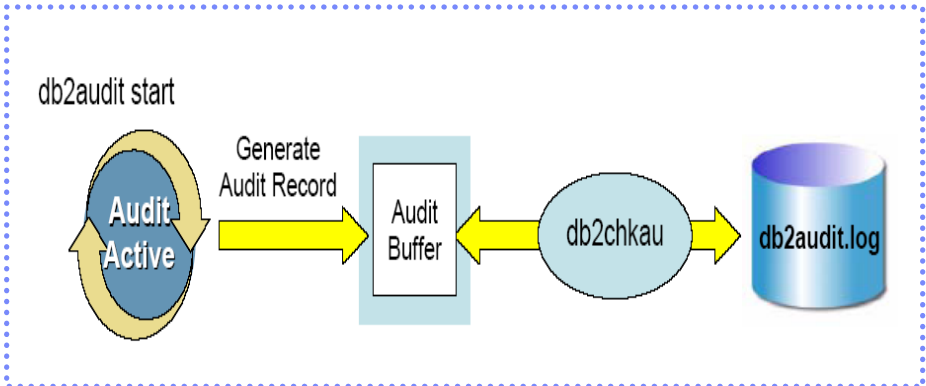 db2audit start
Audit
Active
Generate
Audit Record
Audit
Buffer
db2chkau
db2audit.log